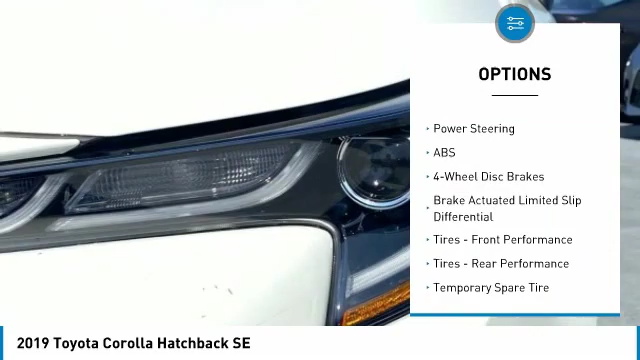 OPTIONS
Power Steering
ABS
4-Wheel Disc Brakes
Brake Actuated Limited Slip
Differential
Tires - Front Performance
Tires - Rear Performance
Temporary Spare Tire
2019 Toyota Corolla Hatchback SE